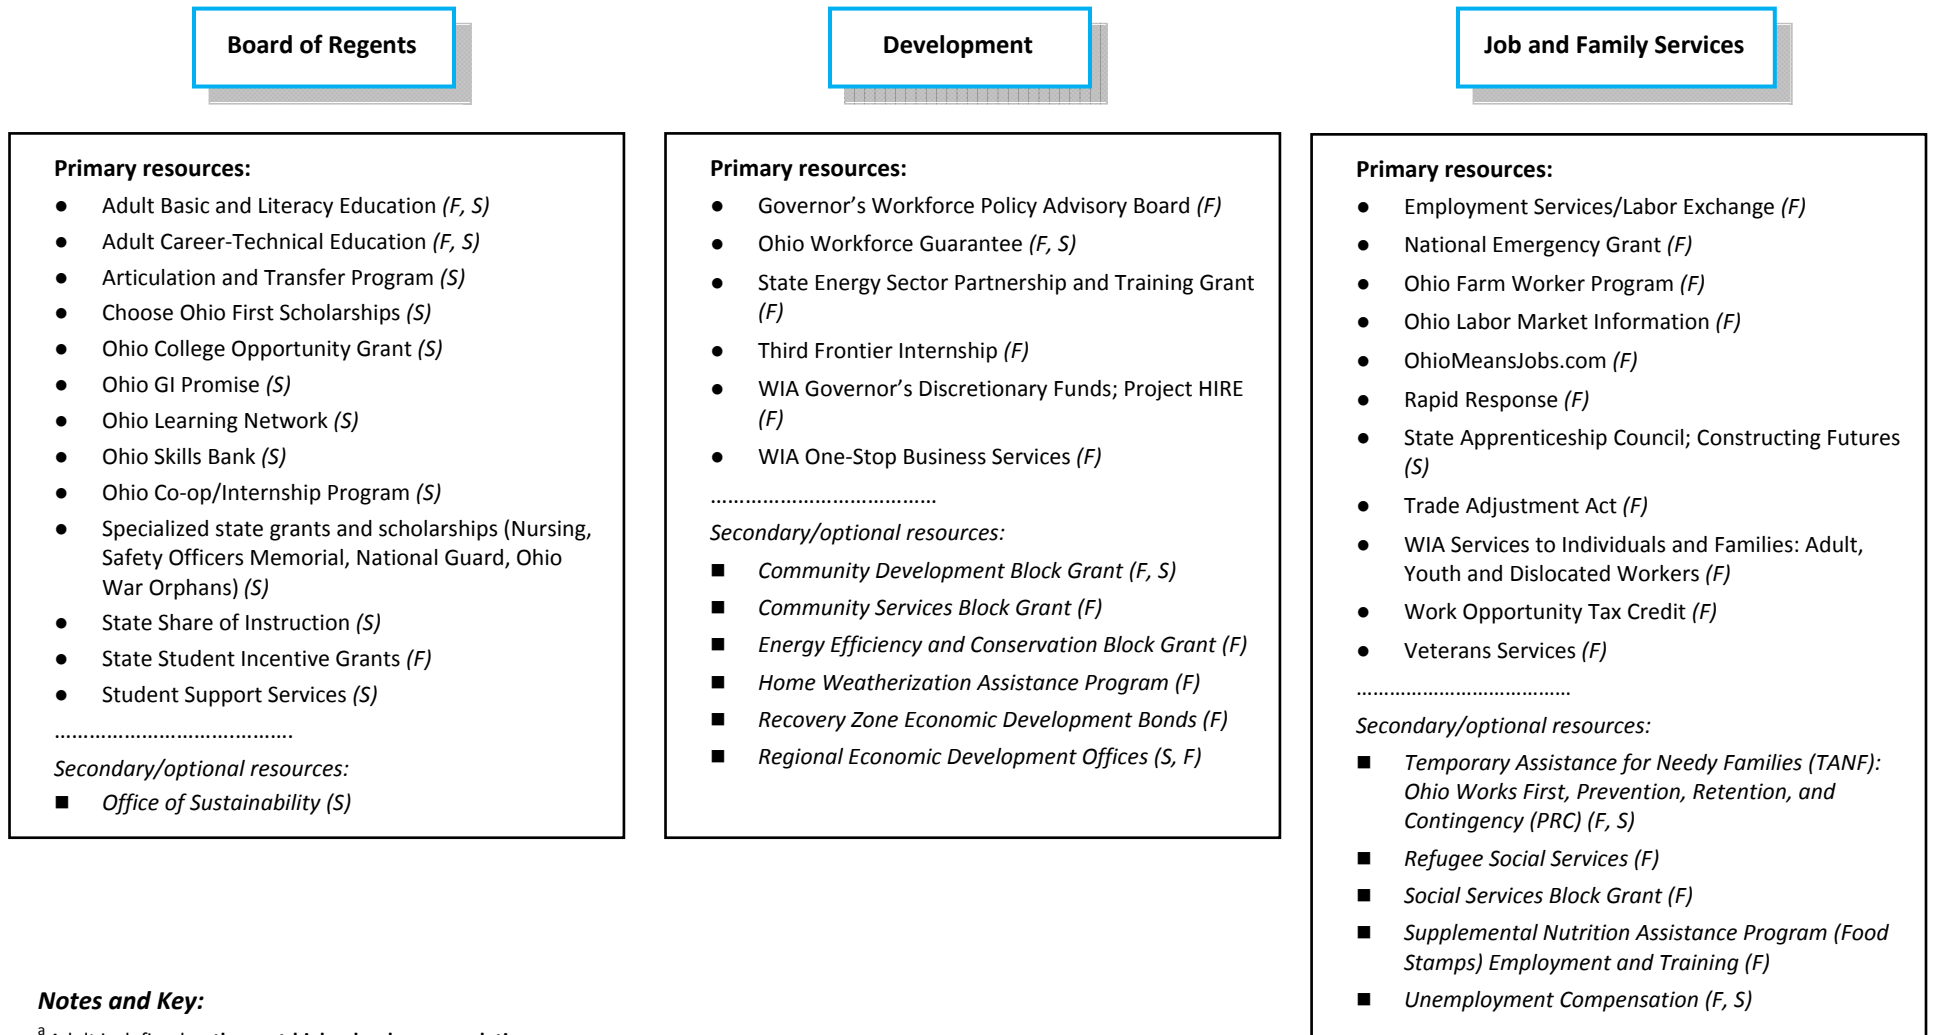 Board of Regents
Primary resources:
● Adult Basic and Literacy Education (F, S)
● Adult Career-Technical Education (F, S)
● Articulation and Transfer Program (S)
● Choose Ohio First Scholarships (S)
● Ohio College Opportunity Grant (S)
● Ohio GI Promise (S)
● Ohio Learning Network (S)
● Ohio Skills Bank (S)
● Ohio Co-op/Internship Program (S)
● Specialized state grants and scholarships (Nursing,
Safety Officers Memorial, National Guard, Ohio
War Orphans) (S)
● State Share of Instruction (S)
● State Student Incentive Grants (F)
● Student Support Services (S)
…………………………………….
Secondary/optional resources:
■ Office of Sustainability (S)
Development
Primary resources:
● Governor’s Workforce Policy Advisory Board (F)
● Ohio Workforce Guarantee (F, S)
● State Energy Sector Partnership and Training Grant
(F)
● Third Frontier Internship (F)
● WIA Governor’s Discretionary Funds; Project HIRE
(F)
● WIA One-Stop Business Services (F)
…………………………………
Secondary/optional resources:
■ Community Development Block Grant (F, S)
■ Community Services Block Grant (F)
■ Energy Efficiency and Conservation Block Grant (F)
■ Home Weatherization Assistance Program (F)
■ Recovery Zone Economic Development Bonds (F)
■ Regional Economic Development Offices (S, F)
Job and Family Services
Primary resources:
● Employment Services/Labor Exchange (F)
● National Emergency Grant (F)
● Ohio Farm Worker Program (F)
● Ohio Labor Market Information (F)
● OhioMeansJobs.com (F)
● Rapid Response (F)
● State Apprenticeship Council; Constructing Futures
(S)
● Trade Adjustment Act (F)
● WIA Services to Individuals and Families: Adult,
Youth and Dislocated Workers (F)
● Work Opportunity Tax Credit (F)
● Veterans Services (F)
…………………………………
Secondary/optional resources:
■ Temporary Assistance for Needy Families (TANF):
Ohio Works First, Prevention, Retention, and
Contingency (PRC) (F, S)
■ Refugee Social Services (F)
■ Social Services Block Grant (F)
■ Supplemental Nutrition Assistance Program (Food
Stamps) Employment and Training (F)
■ Unemployment Compensation (F, S)
Notes and Key: